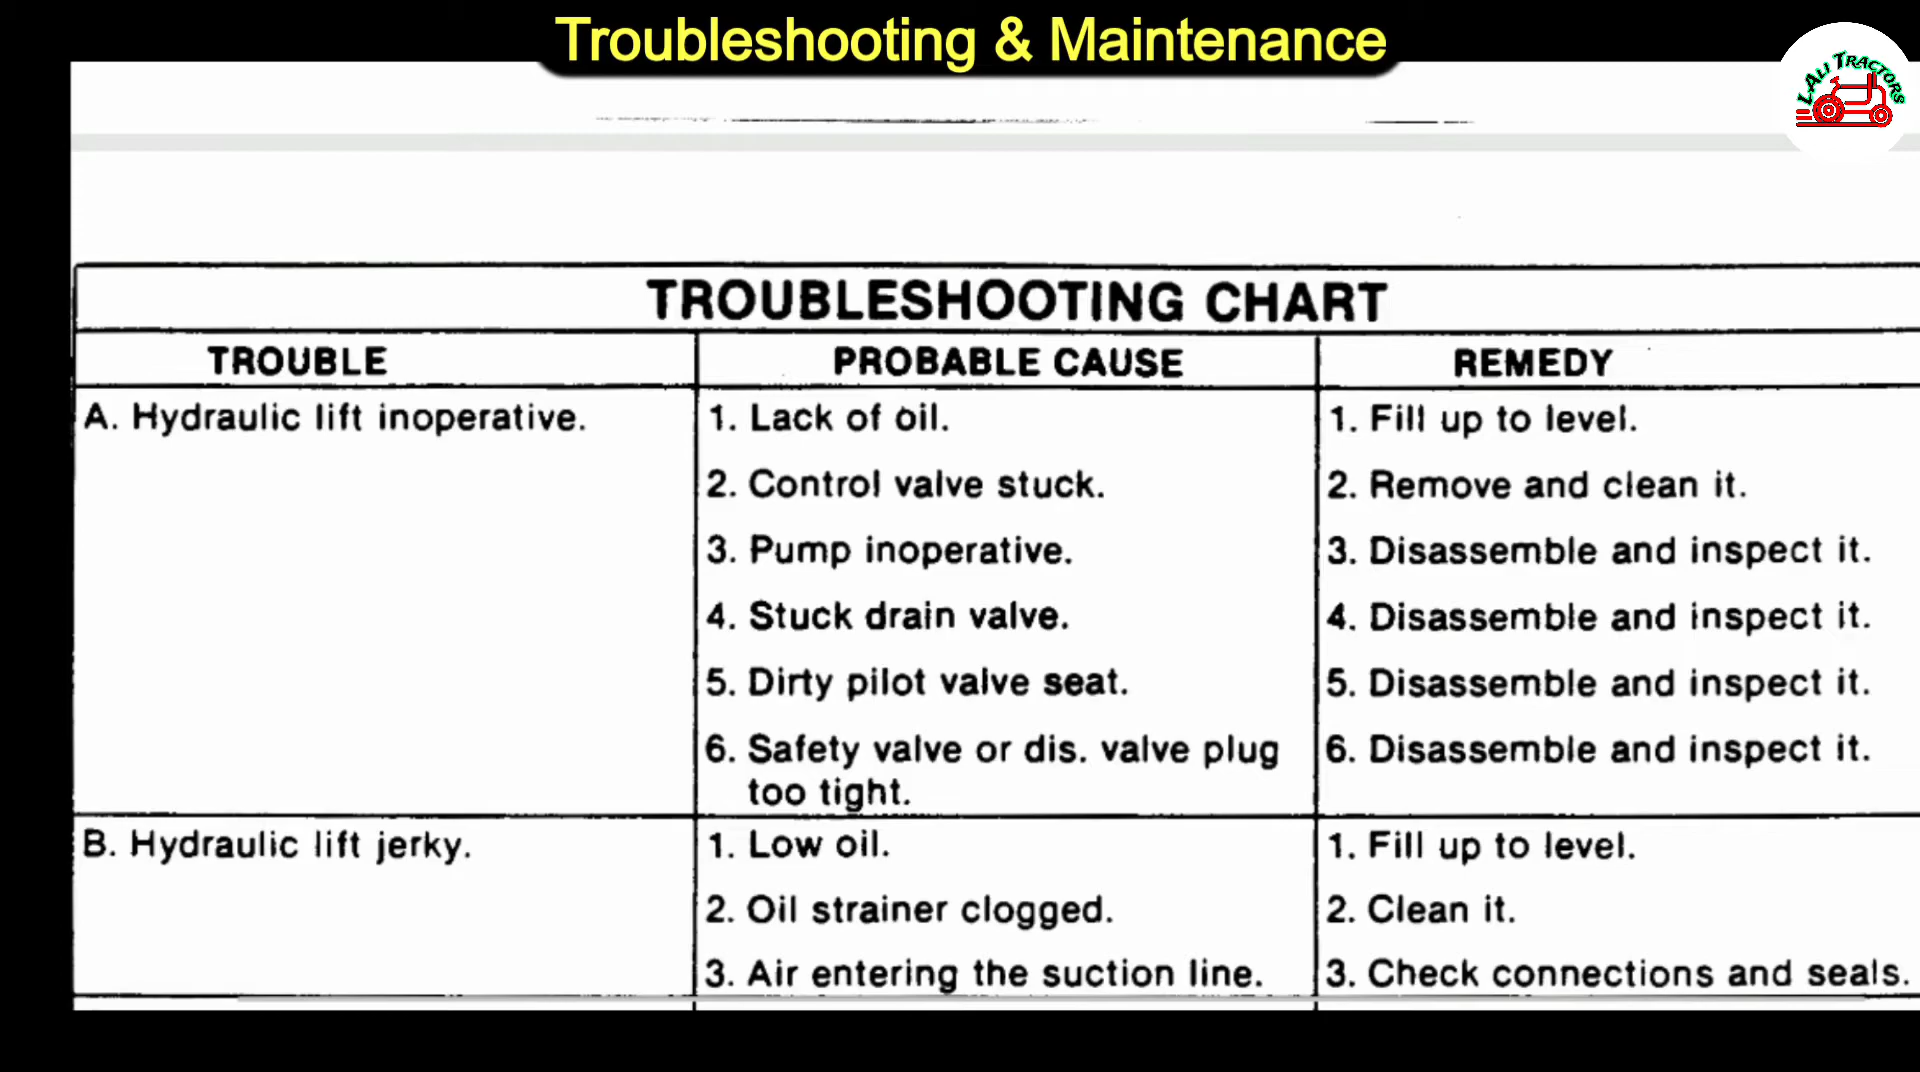 Troubleshooting & Maintenance
LALI TRACTORS
TROUBLESHOOTING CHART
TROUBLE PROBABLE CAUSE REMEDY
A. Hydraulic lift inoperative. 1. Lack of oil. 1. Fill up to level.
2. Control valve stuck. 2. Remove and clean it.
3. Pump inoperative. 3. Disassemble and inspect it.
4. Stuck drain valve. 4. Disassemble and inspect it.
5. Dirty pilot valve seat. 5. Disassemble and inspect it.
6. Safety valve or dis. valve plug 6. Disassemble and inspect it.
too tight.
B. Hydraulic lift jerky. 1. Low oil. 1. Fill up to level.
2. Oil strainer clogged. 2. Clean it.
3. Air entering the suction line. 3. Check connections and seals.